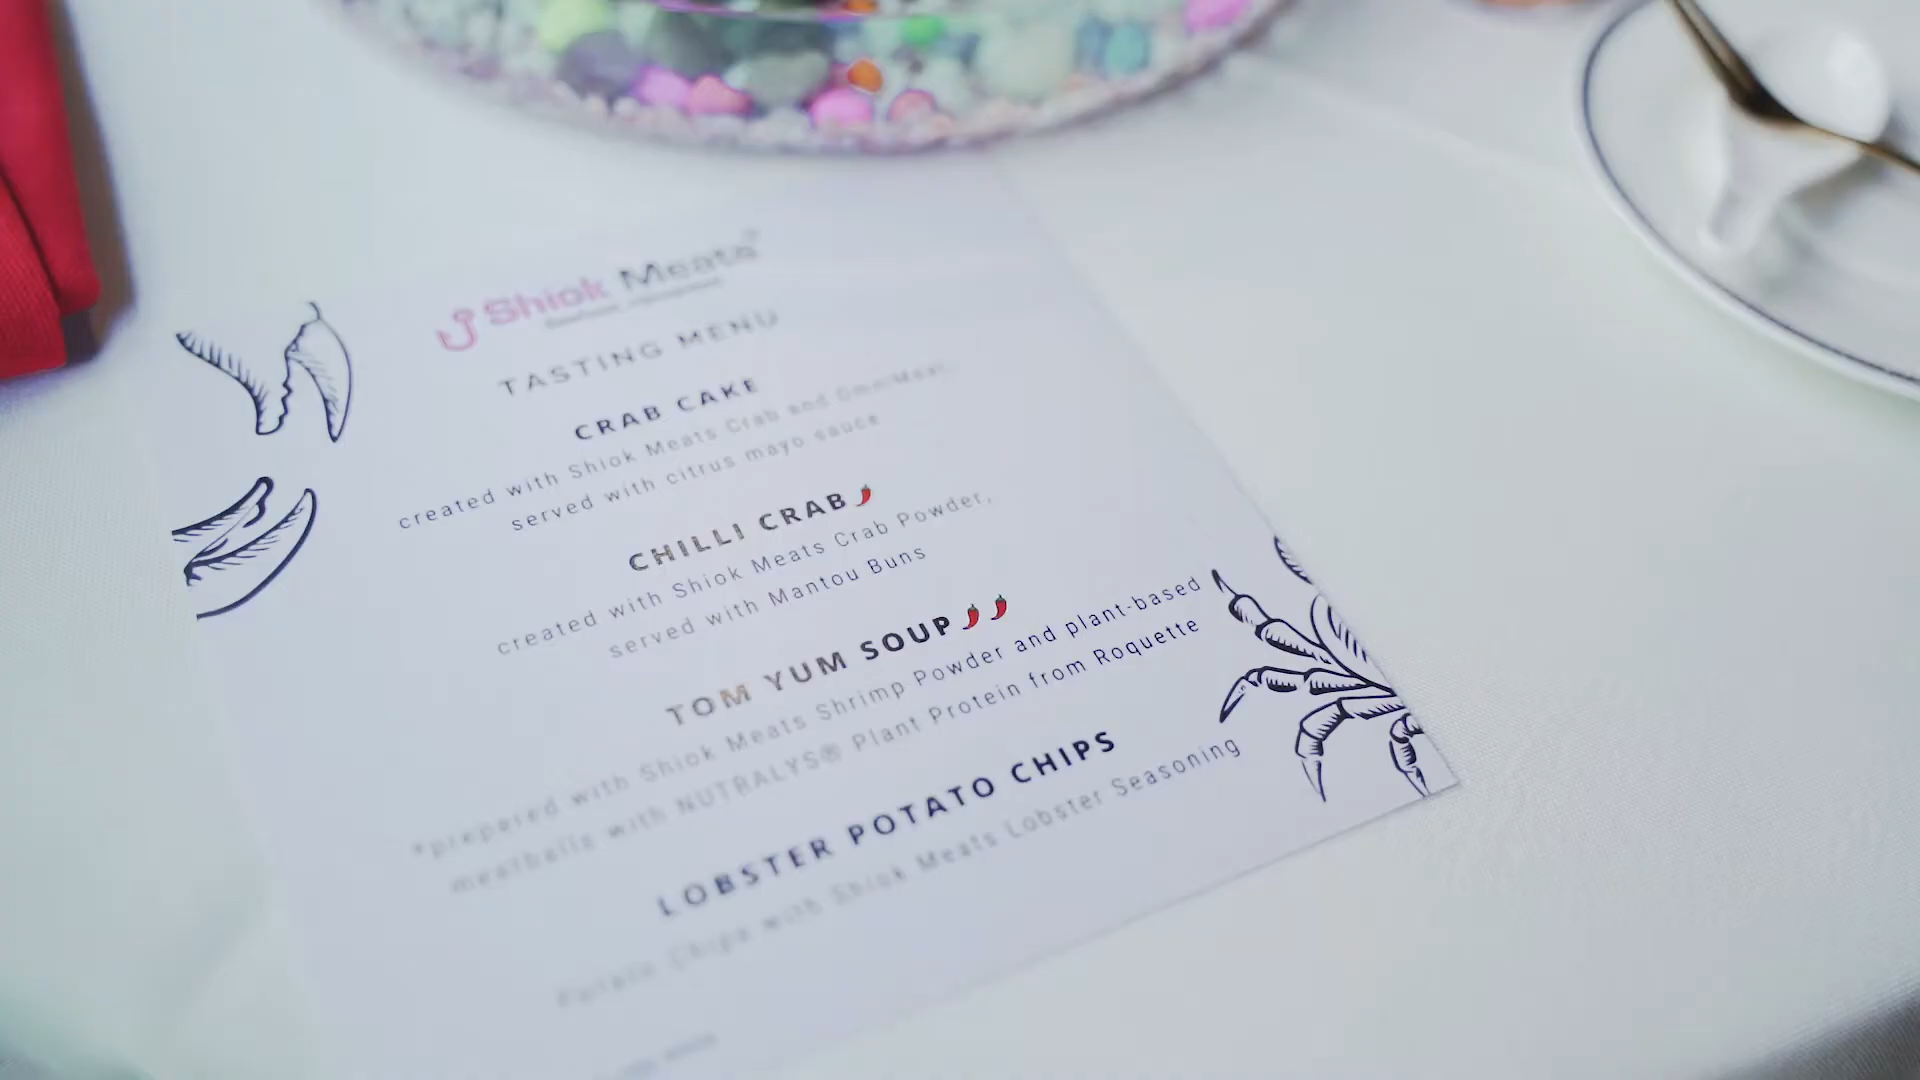 Shiok Meats
TASTING MENU
CRAB CAKE
created with Shiok Meats Crab and OmniMeat,
served with citrus mayo sauce
CHILLI CRAB
created with Shiok Meats Crab Powder,
served with Mantou Buns
TOM YUM SOUP
*prepared with Shiok Meats Shrimp Powder and plant-based
meatballs with NUTRALYS® Plant Protein from Roquette
LOBSTER POTATO CHIPS
Potato Chips with Shiok Meats Lobster Seasoning